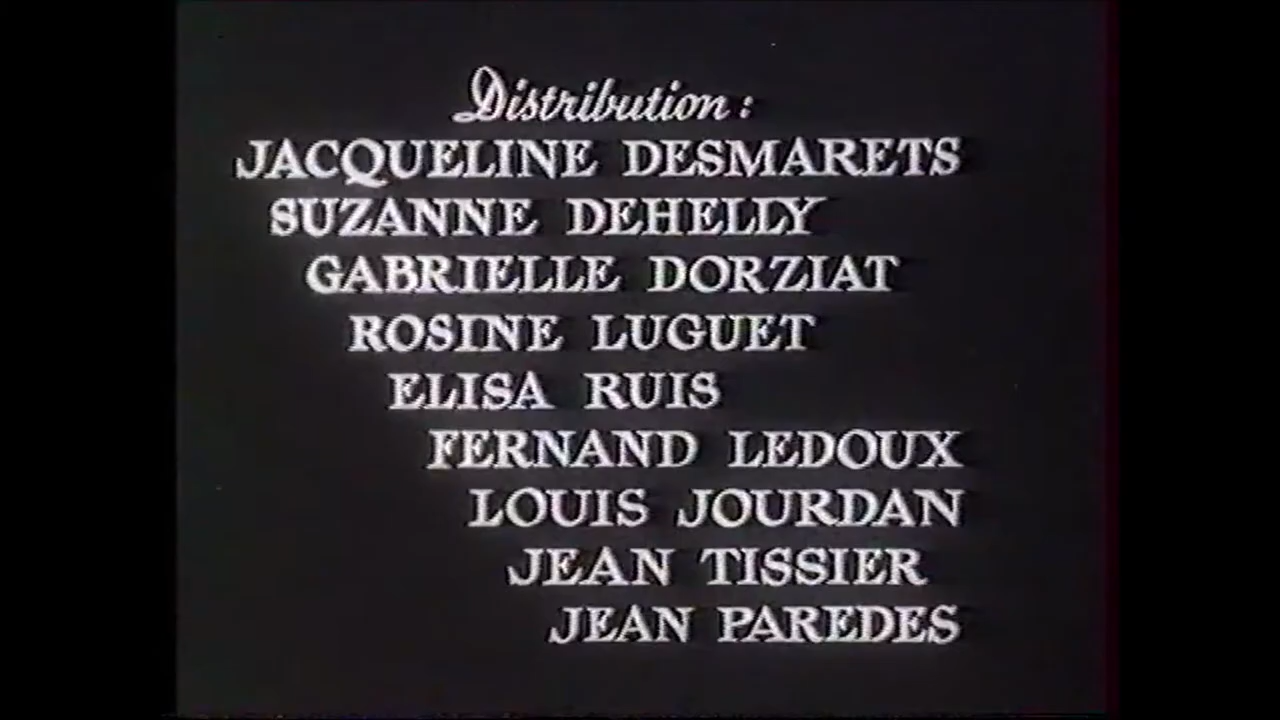 Distribution :
JACQUELINE DESMARETS
SUZANNE DEHELLY
GABRIELLE DORZIAT
ROSINE LUGUET
ELISA RUIS
FERNAND LEDOUX
LOUIS JOURDAN
JEAN TISSIER
JEAN PAREDES